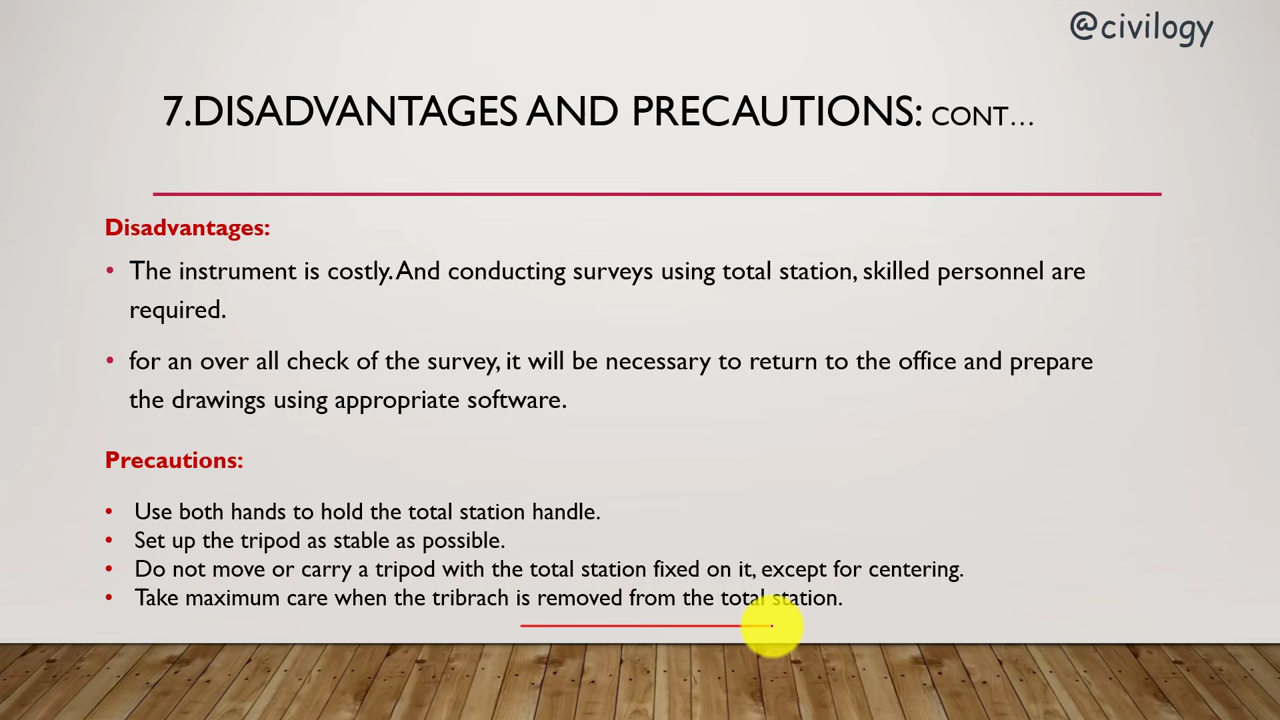 @civilogy
7.DISADVANTAGES AND PRECAUTIONS: CONT...
Disadvantages:
• The instrument is costly. And conducting surveys using total station, skilled personnel are
required.
• for an over all check of the survey, it will be necessary to return to the office and prepare
the drawings using appropriate software.
Precautions:
• Use both hands to hold the total station handle.
• Set up the tripod as stable as possible.
• Do not move or carry a tripod with the total station fixed on it, except for centering.
• Take maximum care when the tribrach is removed from the total station.